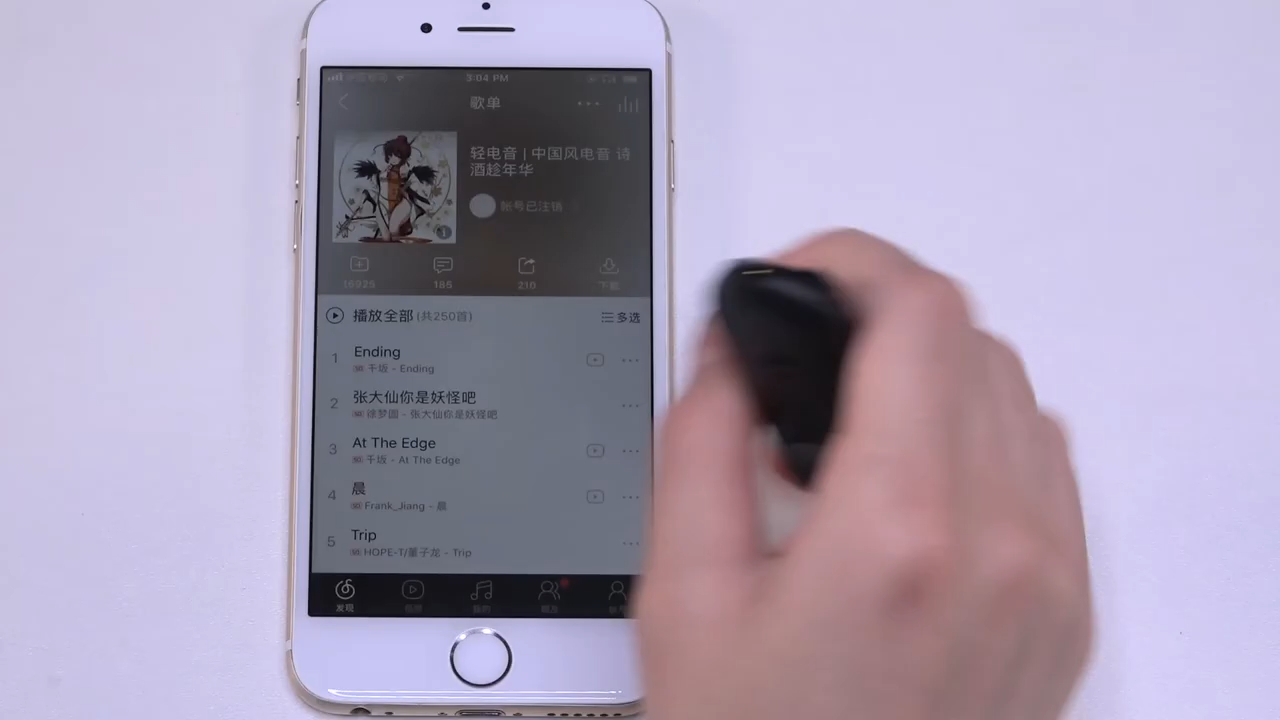 3:04 PM
歌单
轻电音 | 中国风电音 诗
酒趁年华
帐号已注销
16925
185
210
下载
播放全部 (共250首)
多选
1
Ending
千坂 - Ending
2
张大仙你是妖怪吧
徐梦圆 - 张大仙你是妖怪吧
3
At The Edge
千坂 - At The Edge
4
晨
Frank_Jiang - 晨
5
Trip
HOPE-T/董子龙 - Trip
发现
我的